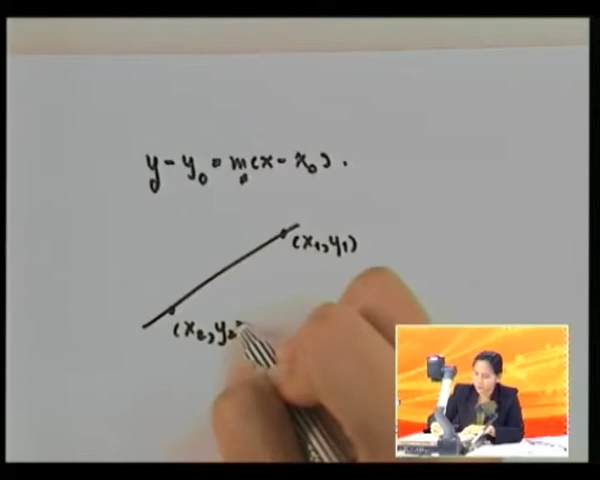 y - y₀ = m(x - x₀).
(x₁, y₁)
(x₂, y₂